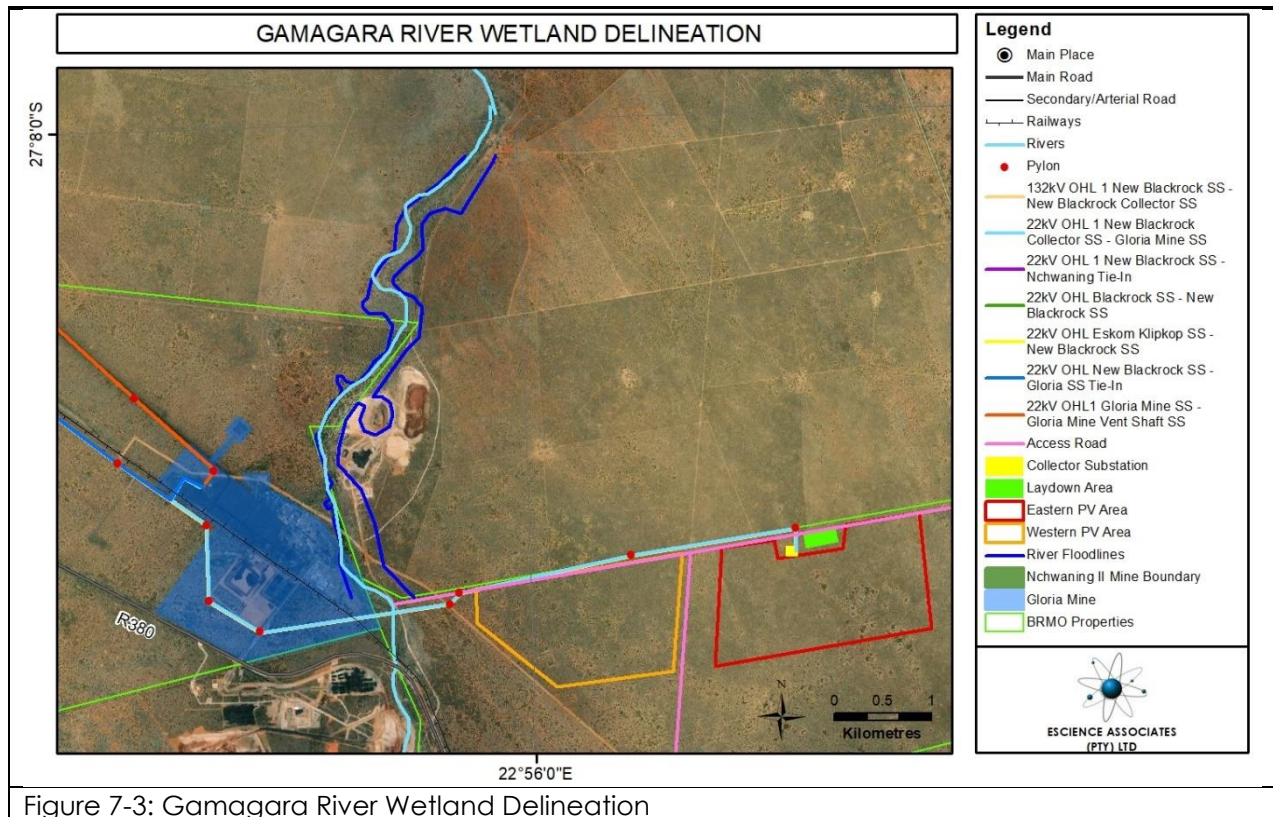 GAMAGARA RIVER WETLAND DELINEATION
27°8'0"S
R380
N
0 0.5 1
Kilometres
22°56'0"E
Legend
Main Place
Main Road
Secondary/Arterial Road
Railways
Rivers
Pylon
132kV OHL 1 New Blackrock SS -
New Blackrock Collector SS
22kV OHL 1 New Blackrock
Collector SS - Gloria Mine SS
22kV OHL 1 New Blackrock SS -
Nchwaning Tie-In
22kV OHL Blackrock SS - New
Blackrock SS
22kV OHL Eskom Klipkop SS -
New Blackrock SS
22kV OHL New Blackrock SS -
Gloria SS Tie-In
22kV OHL1 Gloria Mine SS -
Gloria Mine Vent Shaft SS
Access Road
Collector Substation
Laydown Area
Eastern PV Area
Western PV Area
River Floodlines
Nchwaning II Mine Boundary
Gloria Mine
BRMO Properties
ESCIENCE ASSOCIATES
(PTY) LTD
Figure 7-3: Gamagara River Wetland Delineation